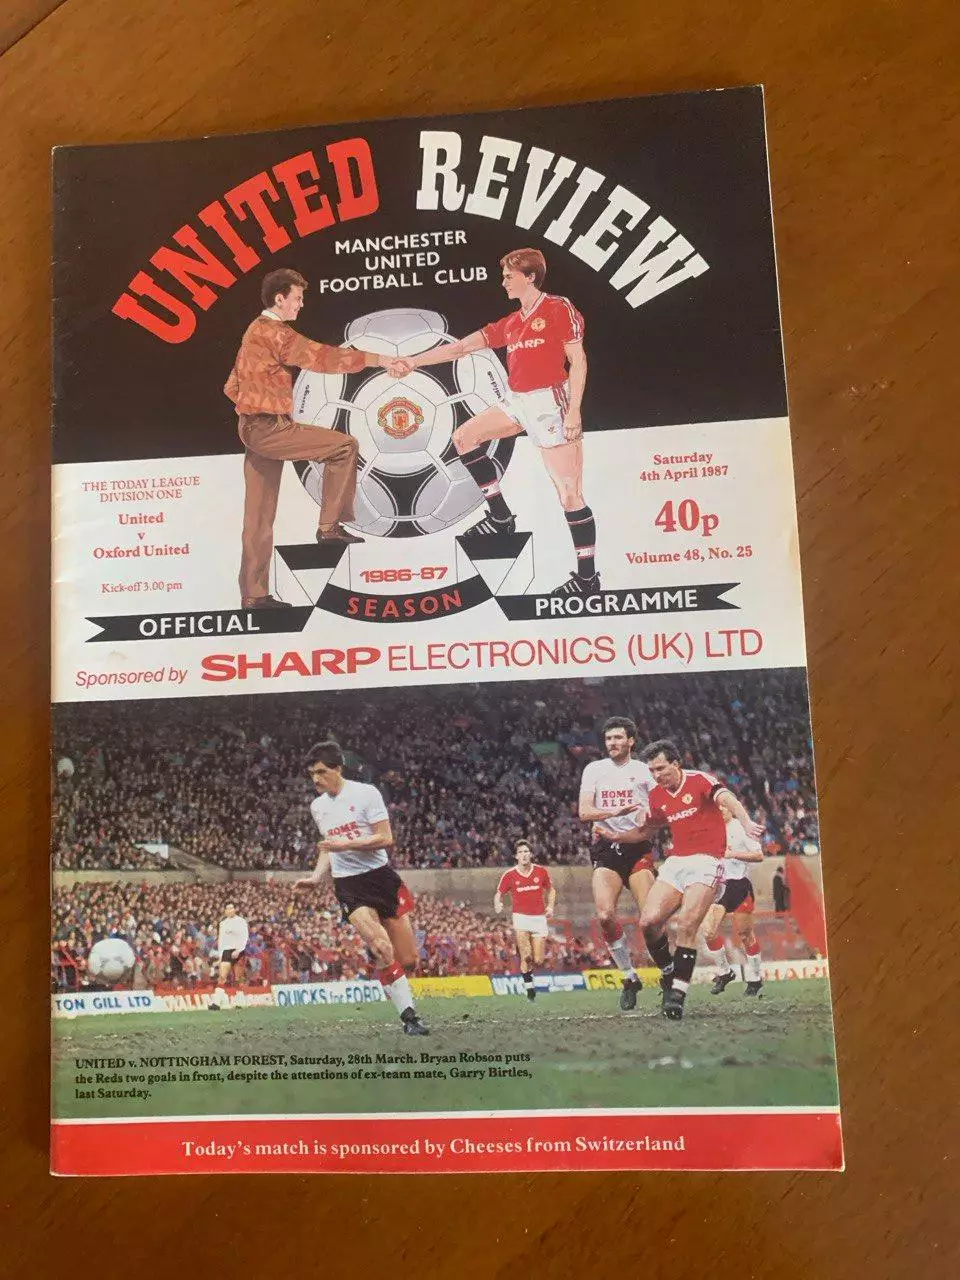 UNITED REVIEW
MANCHESTER
UNITED
FOOTBALL CLUB
SHARP
THE TODAY LEAGUE
DIVISION ONE
United
v
Oxford United
Kick-off 3.00 pm
Saturday
4th April 1987
40p
Volume 48, No. 25
1986-87
OFFICIAL SEASON PROGRAMME
Sponsored by SHARP ELECTRONICS (UK) LTD
HOME
ALES
HOME
SHARP
SHARP
TON GILL LTD
QUICKS for FORD
CIS
SHARP
UNITED v. NOTTINGHAM FOREST, Saturday, 28th March. Bryan Robson puts
the Reds two goals in front, despite the attentions of ex-team mate, Garry Birtles,
last Saturday.
Today's match is sponsored by Cheeses from Switzerland